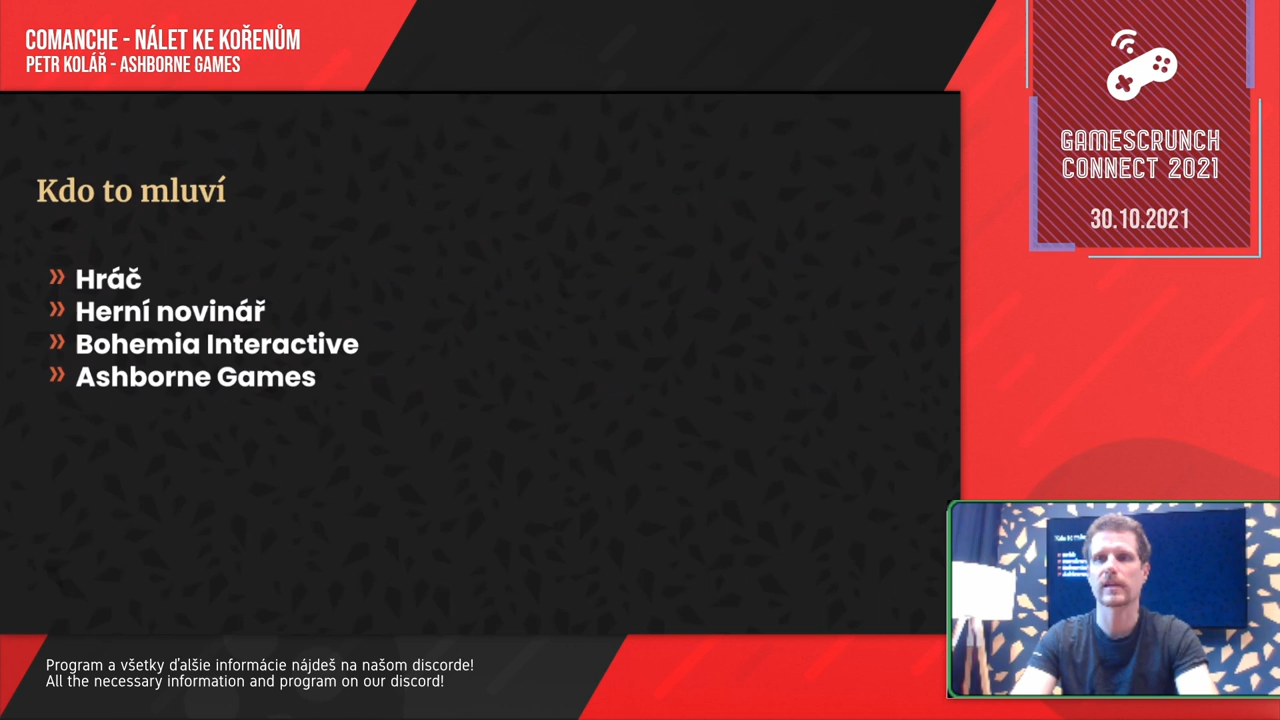 COMANCHE - NÁLET KE KOŘENŮM
PETR KOLÁŘ - ASHBORNE GAMES
GAMESCRUNCH
CONNECT 2021
30.10.2021
Kdo to mluví
» Hráč
» Herní novinář
» Bohemia Interactive
» Ashborne Games
Program a všetky ďalšie informácie nájdeš na našom discorde!
All the necessary information and program on our discord!